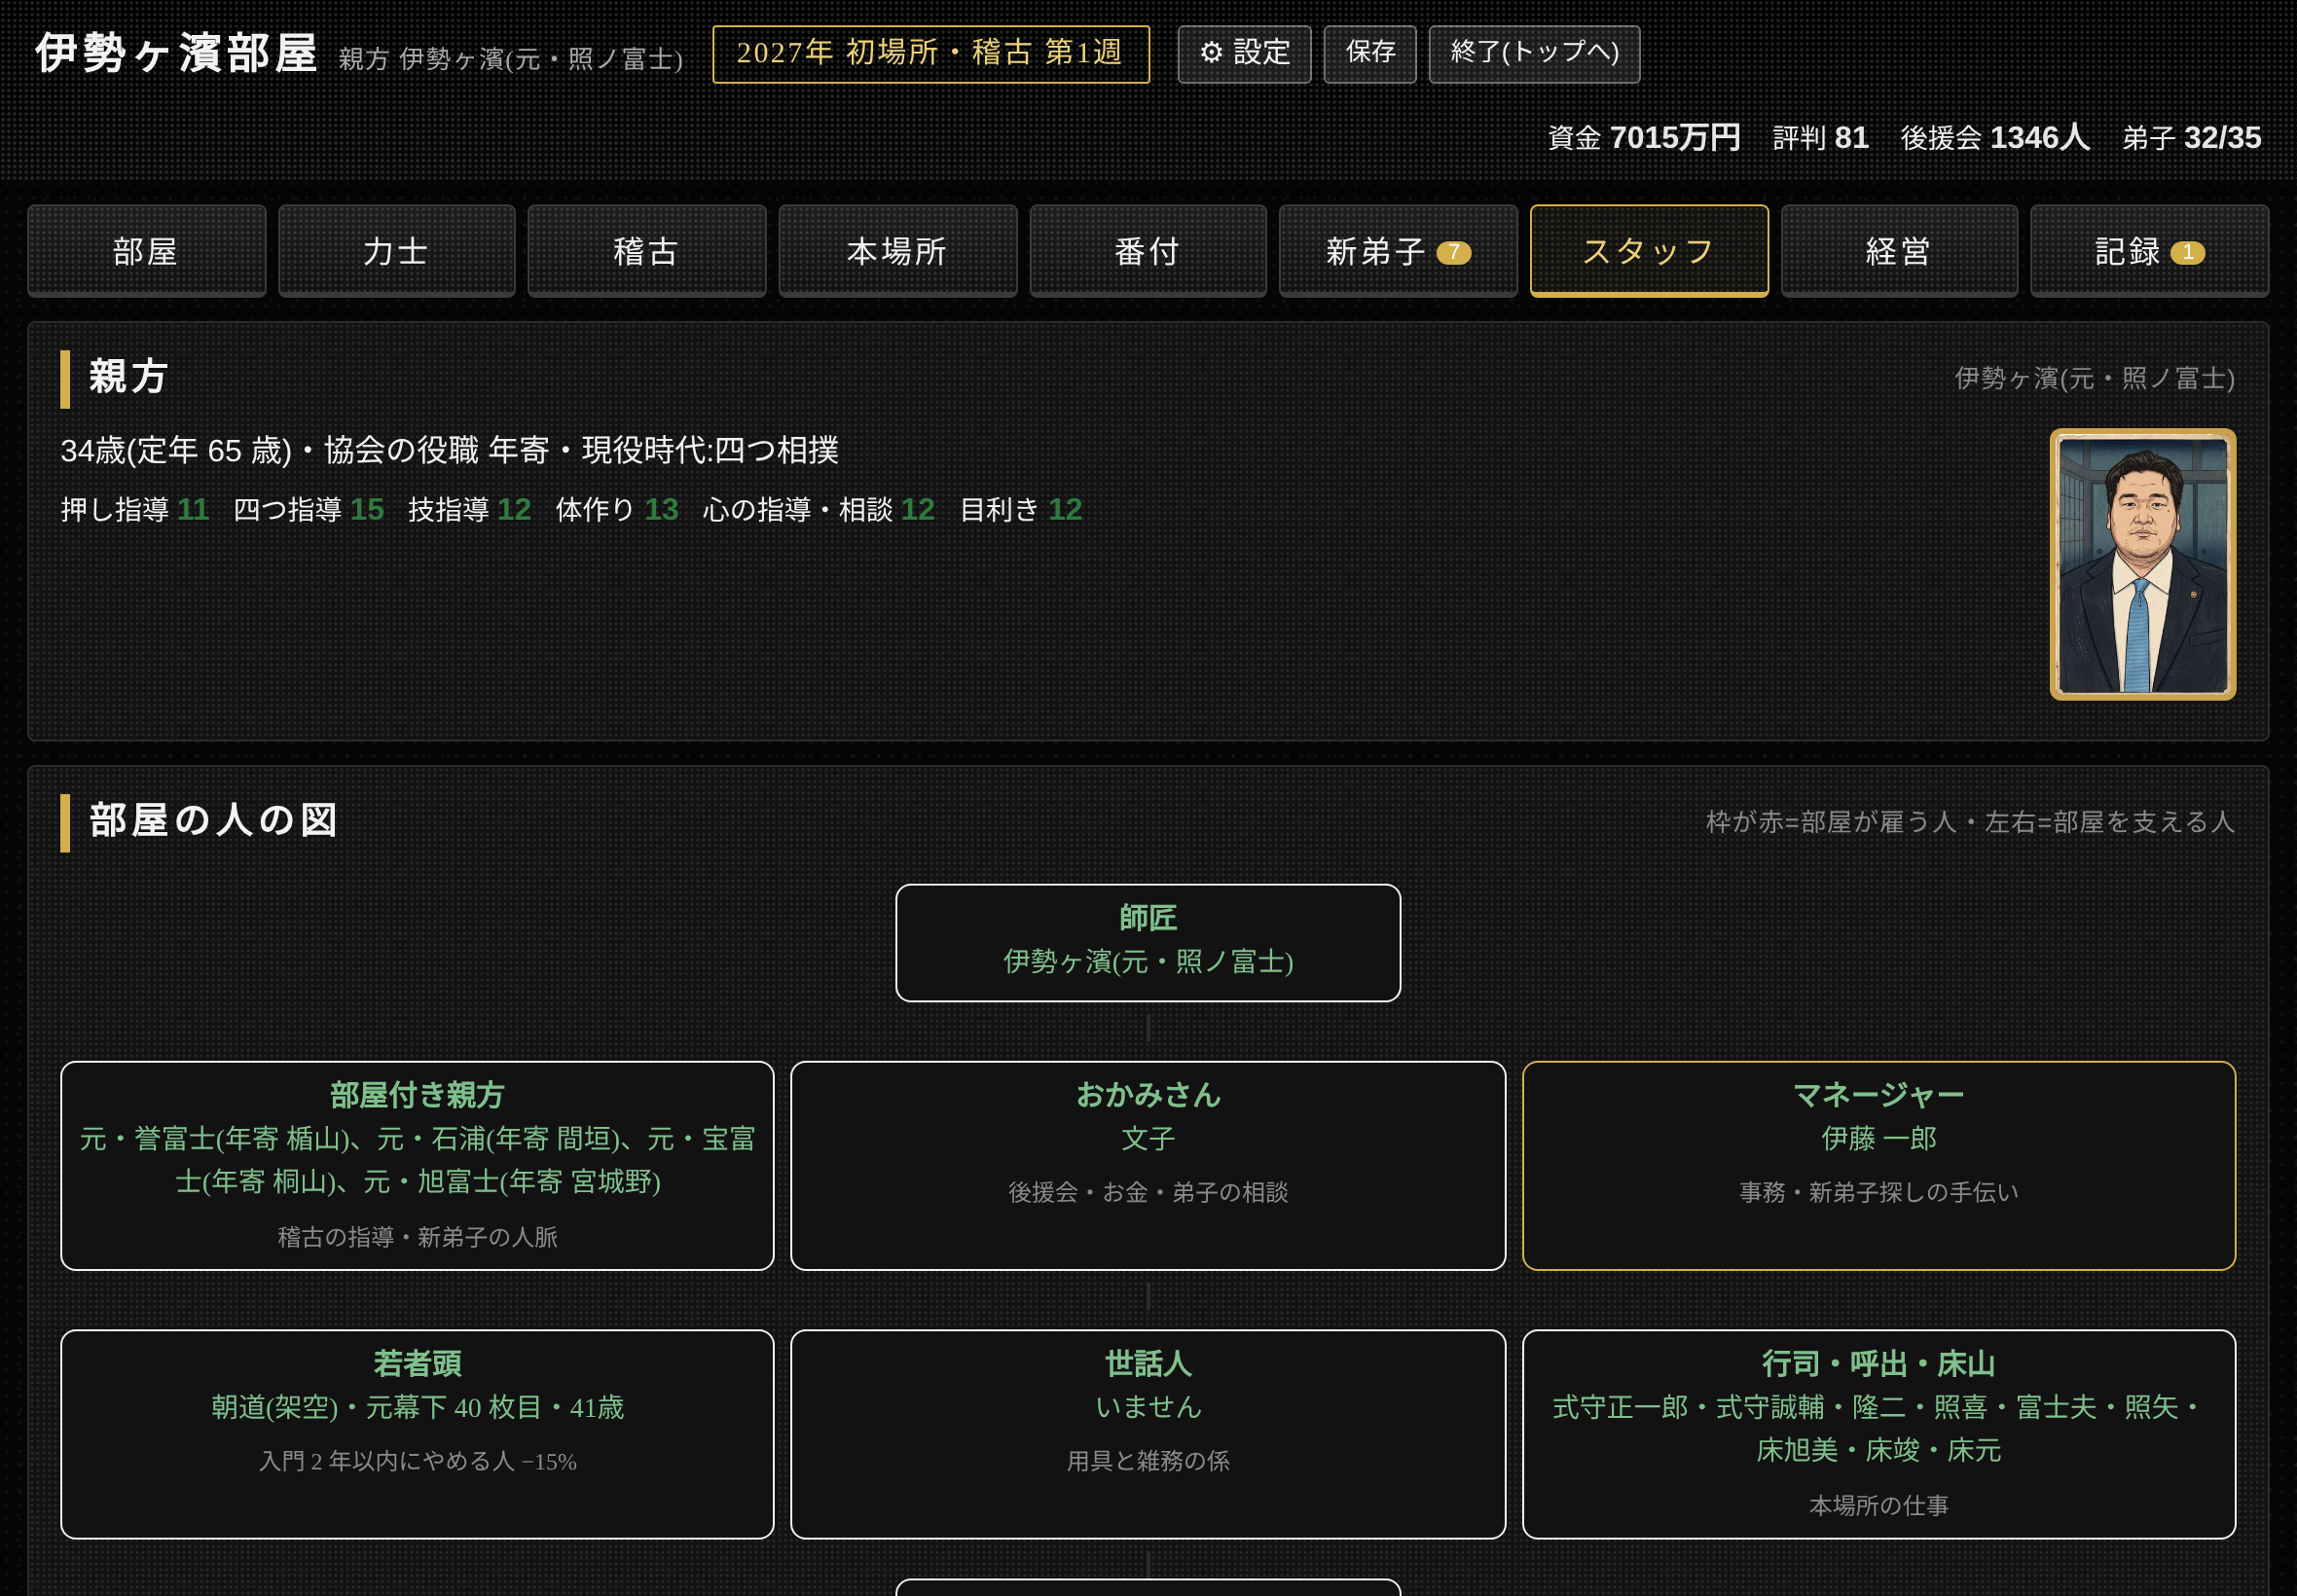 伊勢ヶ濱部屋 親方 伊勢ヶ濱(元・照ノ富士) 2027年 初場所・稽古 第1週 ⚙ 設定 保存 終了(トップへ)
資金 7015万円 評判 81 後援会 1346人 弟子 32/35
部屋 力士 稽古 本場所 番付 新弟子 7 スタッフ 経営 記録 1
親方 伊勢ヶ濱(元・照ノ富士)
34歳(定年 65 歳)・協会の役職 年寄・現役時代:四つ相撲
押し指導 11 四つ指導 15 技指導 12 体作り 13 心の指導・相談 12 目利き 12
部屋の人の図 枠が赤=部屋が雇う人・左右=部屋を支える人
師匠
伊勢ヶ濱(元・照ノ富士)
部屋付き親方
元・誉富士(年寄 楯山)、元・石浦(年寄 間垣)、元・宝富
士(年寄 桐山)、元・旭富士(年寄 宮城野)
稽古の指導・新弟子の人脈
おかみさん
文子
後援会・お金・弟子の相談
マネージャー
伊藤 一郎
事務・新弟子探しの手伝い
若者頭
朝道(架空)・元幕下 40 枚目・41歳
入門 2 年以内にやめる人 −15%
世話人
いません
用具と雑務の係
行司・呼出・床山
式守正一郎・式守誠輔・隆二・照喜・富士夫・照矢・
床旭美・床竣・床元
本場所の仕事